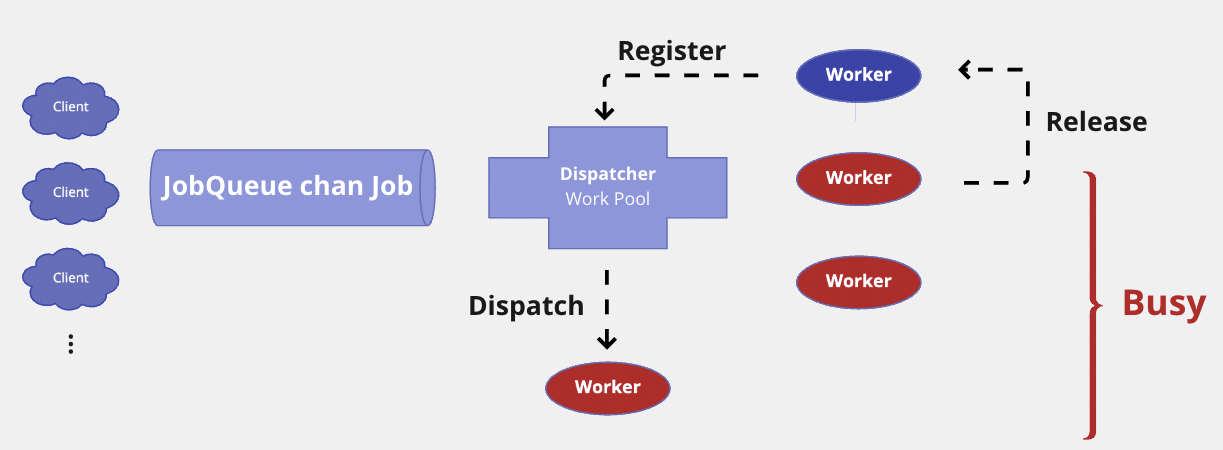 Client
Client
Client
JobQueue chan Job
Register
Dispatcher
Work Pool
Dispatch
Worker
Worker
Worker
Worker
Release
Busy